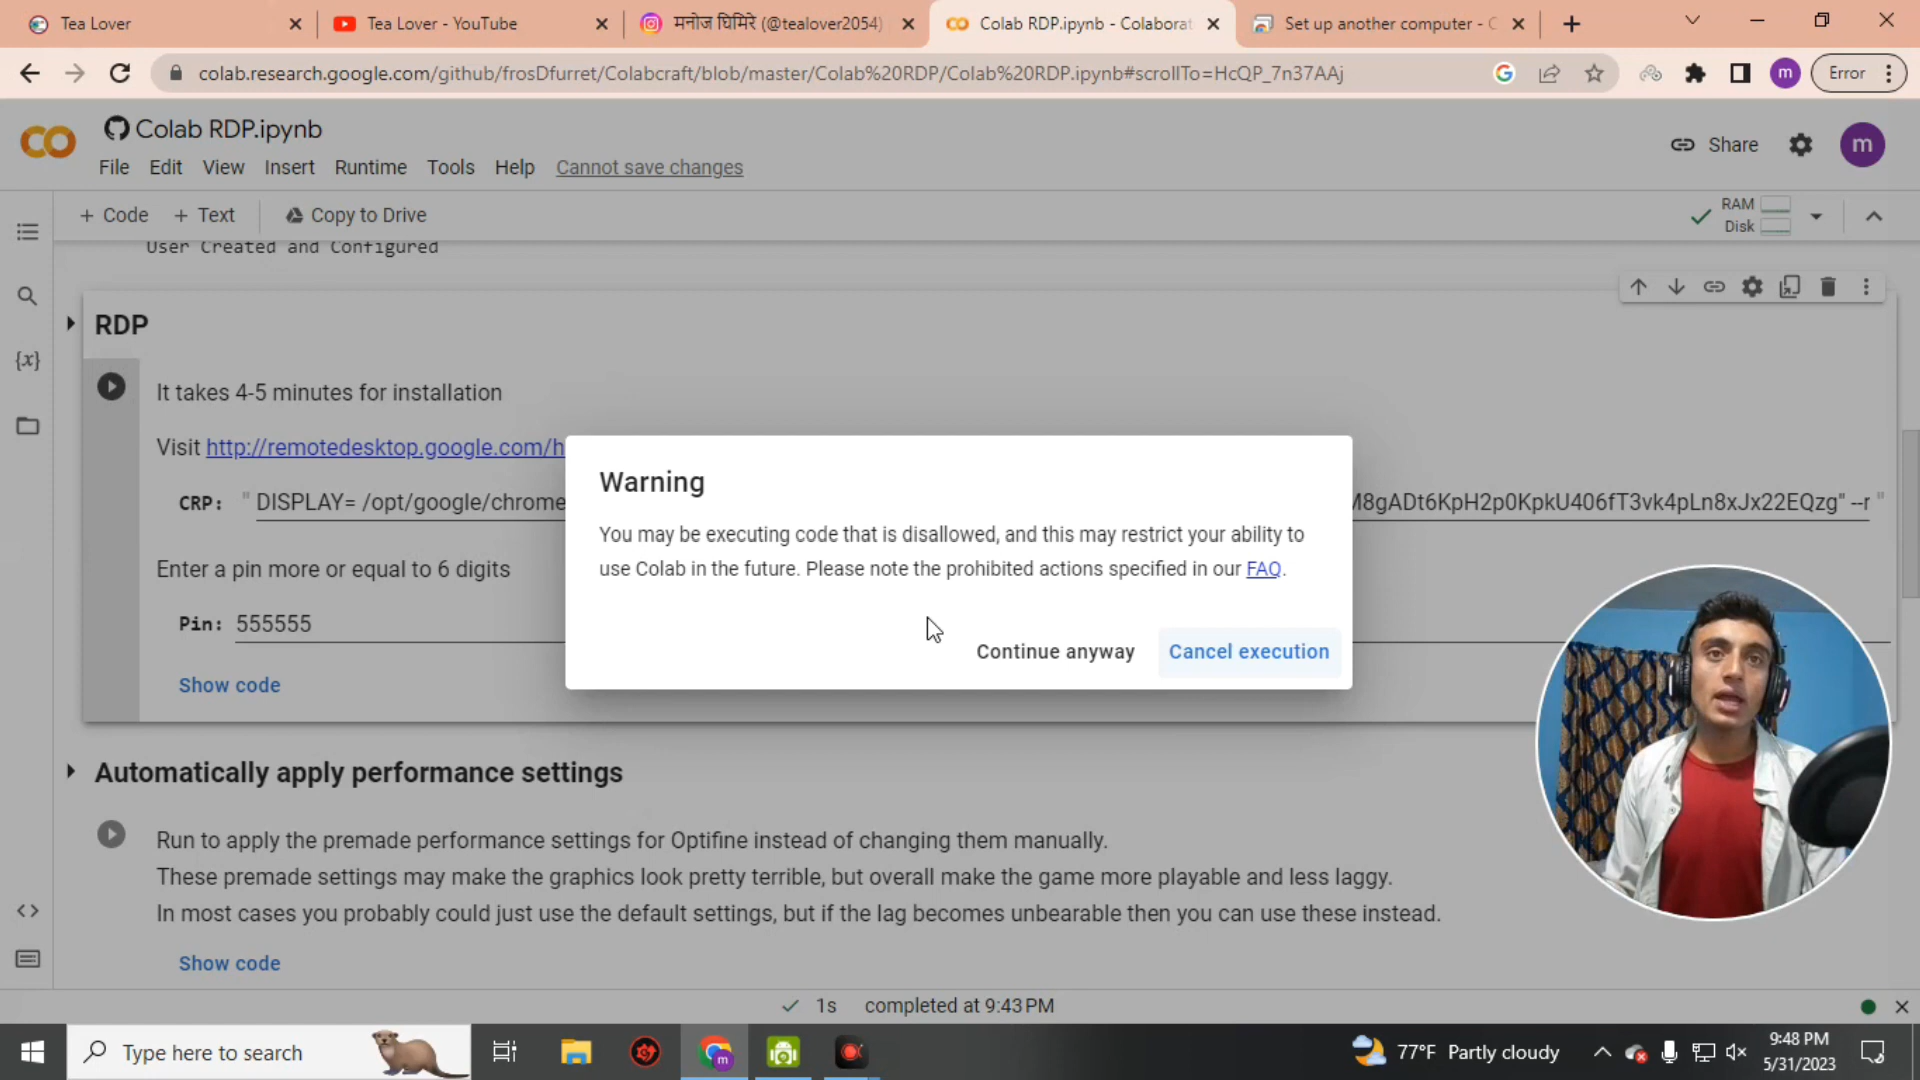 Tea Lover
Tea Lover - YouTube
मनोज घिमिरे (@tealover2054)
Colab RDP.ipynb - Colaborat
Set up another computer - C
colab.research.google.com/github/frosDfurret/Colabcraft/blob/master/Colab%20RDP/Colab%20RDP.ipynb#scrollTo=HcQP_7n37AAj
m
Error
Colab RDP.ipynb
File Edit View Insert Runtime Tools Help Cannot save changes
Share
m
+ Code + Text Copy to Drive
RAM
Disk
User Created and Configured
RDP
It takes 4-5 minutes for installation
Visit http://remotedesktop.google.com/h
CRP: " DISPLAY= /opt/google/chrome
M8gADt6KpH2p0KpkU406fT3vk4pLn8xJx22EQzg" --r "
Enter a pin more or equal to 6 digits
Pin: 555555
Show code
Warning
You may be executing code that is disallowed, and this may restrict your ability to
use Colab in the future. Please note the prohibited actions specified in our FAQ.
Continue anyway
Cancel execution
Automatically apply performance settings
Run to apply the premade performance settings for Optifine instead of changing them manually.
These premade settings may make the graphics look pretty terrible, but overall make the game more playable and less laggy.
In most cases you probably could just use the default settings, but if the lag becomes unbearable then you can use these instead.
Show code
1s completed at 9:43 PM
Type here to search
m
77°F Partly cloudy
9:48 PM
5/31/2023